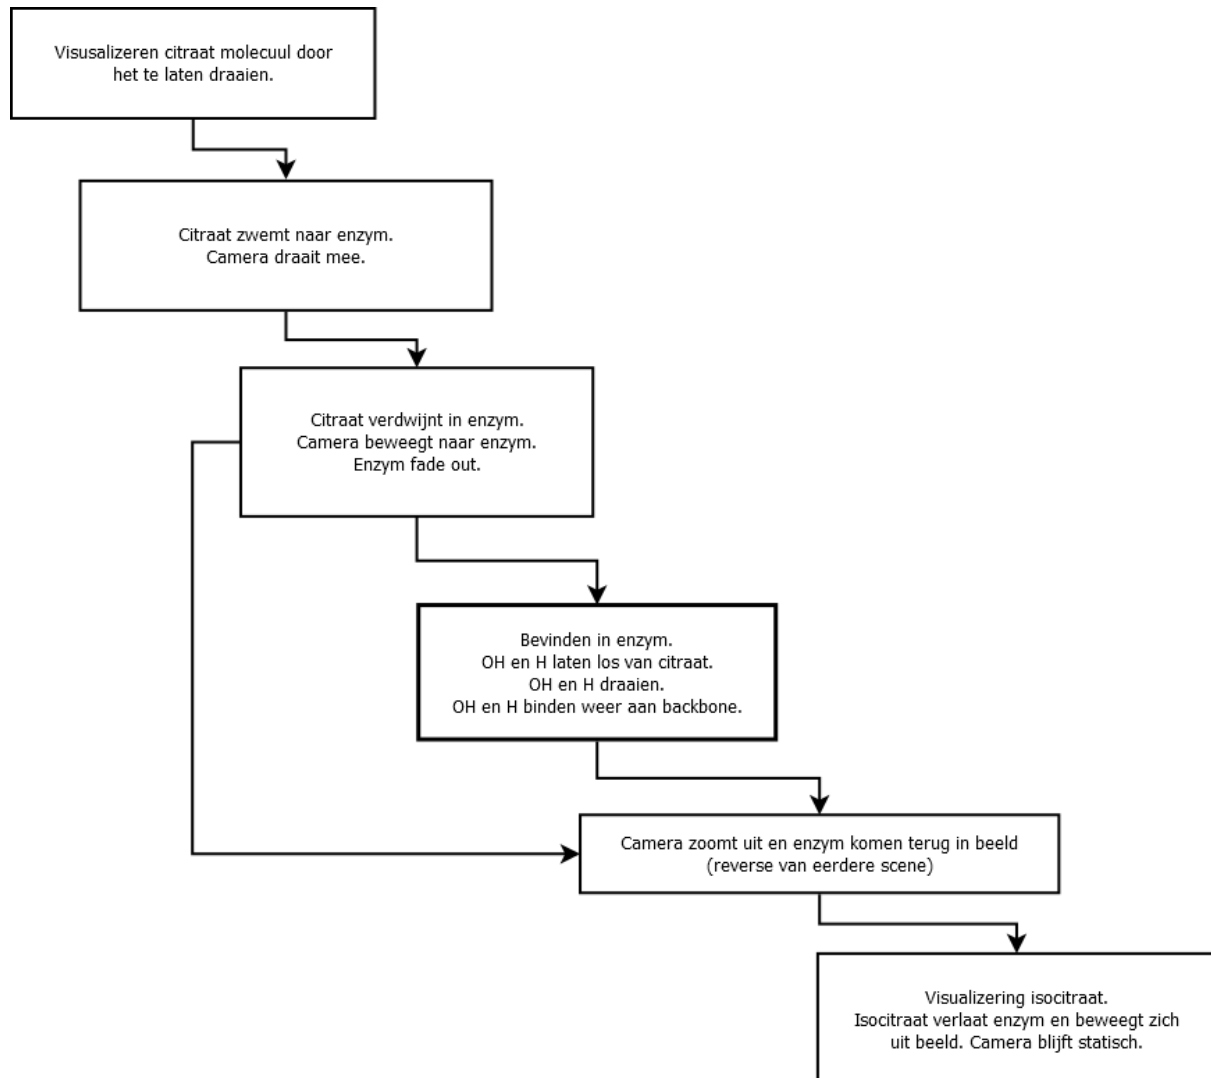 Visusalizeren citraat molecuul door
het te laten draaien.
Citraat zwemt naar enzym.
Camera draait mee.
Citraat verdwijnt in enzym.
Camera beweegt naar enzym.
Enzym fade out.
Bevinden in enzym.
OH en H laten los van citraat.
OH en H draaien.
OH en H binden weer aan backbone.
Camera zoomt uit en enzym komen terug in beeld
(reverse van eerdere scene)
Visualizering isocitraat.
Isocitraat verlaat enzym en beweegt zich
uit beeld. Camera blijft statisch.